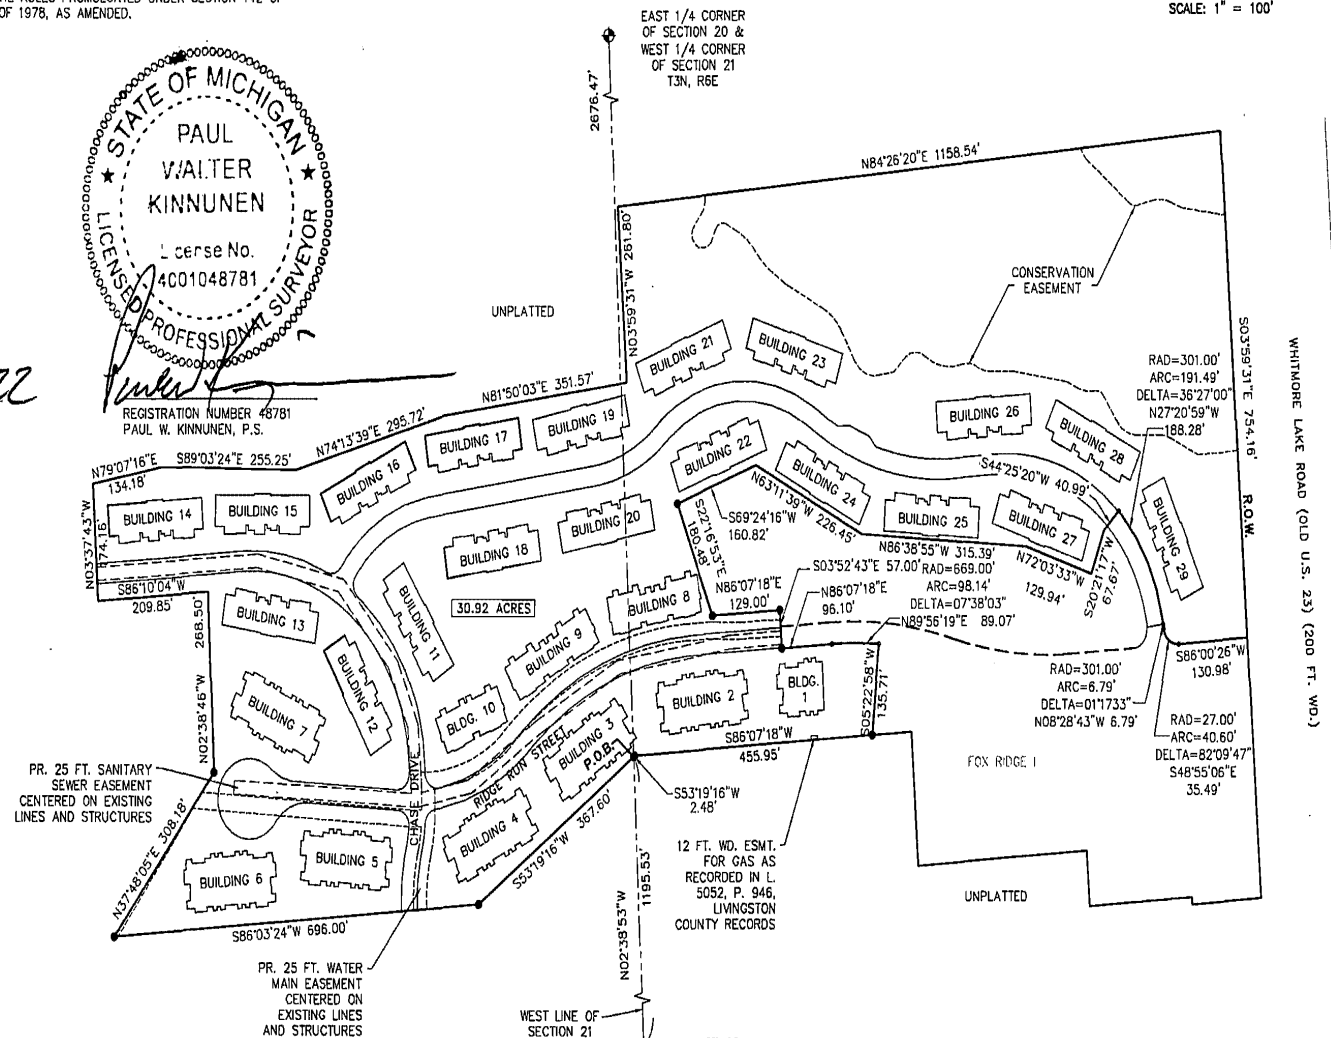 OF 1978, AS AMENDED.
SCALE: 1" = 100'
EAST 1/4 CORNER
OF SECTION 20 &
WEST 1/4 CORNER
OF SECTION 21
T3N, R6E
2676.47'
STATE OF MICHIGAN
PAUL
WALTER
KINNUNEN
License No.
4001048781
LICENSED PROFESSIONAL SURVEYOR
REGISTRATION NUMBER 48781
PAUL W. KINNUNEN, P.S.
22
UNPLATTED
N84°26'20"E 1158.54'
N03°59'31"W 261.80'
CONSERVATION
EASEMENT
S03°59'31"E 754.16'
R.O.W.
WHITMORE LAKE ROAD (OLD U.S. 23) (200 FT. WD.)
RAD=301.00'
ARC=191.49'
DELTA=36°27'00"
N27°20'59"W
188.28'
N81°50'03"E 351.57'
N74°13'39"E 295.72'
S89°03'24"E 255.25'
N79°07'16"E
134.18'
N03°37'43"W
174.16'
S86°10'04"W
209.85'
268.50'
N02°38'46"W
BUILDING 21
BUILDING 23
BUILDING 26
BUILDING 28
BUILDING 19
BUILDING 17
BUILDING 16
BUILDING 15
BUILDING 14
BUILDING 22
BUILDING 24
BUILDING 25
BUILDING 27
BUILDING 29
BUILDING 20
BUILDING 18
30.92 ACRES
BUILDING 8
BUILDING 9
BUILDING 11
BUILDING 13
BUILDING 12
BUILDING 7
BLDG. 10
BUILDING 2
BLDG.
1
BUILDING 3
P.O.B.
BUILDING 4
BUILDING 5
BUILDING 6
S44°25'20"W 40.99'
S69°24'16"W
160.82'
N63°11'39"W 226.45'
S22°16'53"E
180.48'
N86°38'55"W 315.39'
N72°03'33"W
129.94'
S20°21'17"W
67.67'
S03°52'43"E 57.00'
N86°07'18"E
129.00'
N86°07'18"E
96.10'
RAD=669.00'
ARC=98.14'
DELTA=07°38'03"
N89°56'19"E 89.07'
S05°22'58"W
135.71'
S86°07'18"W
455.95'
S86°00'26"W
130.98'
RAD=301.00'
ARC=6.79'
DELTA=01°1733"
N08°28'43"W 6.79'
RAD=27.00'
ARC=40.60'
DELTA=82°09'47"
S48°55'06"E
35.49'
FOX RIDGE I
UNPLATTED
S53°19'16"W
2.48'
S53°19'16"W 367.60'
RIDGE RUN STREET
CHASE DRIVE
PR. 25 FT. SANITARY
SEWER EASEMENT
CENTERED ON EXISTING
LINES AND STRUCTURES
N37°48'05"E 308.18'
S86°03'24"W 696.00'
PR. 25 FT. WATER
MAIN EASEMENT
CENTERED ON
EXISTING LINES
AND STRUCTURES
12 FT. WD. ESMT.
FOR GAS AS
RECORDED IN L.
5052, P. 946,
LIVINGSTON
COUNTY RECORDS
1195.53'
N02°38'53"W
WEST LINE OF
SECTION 21